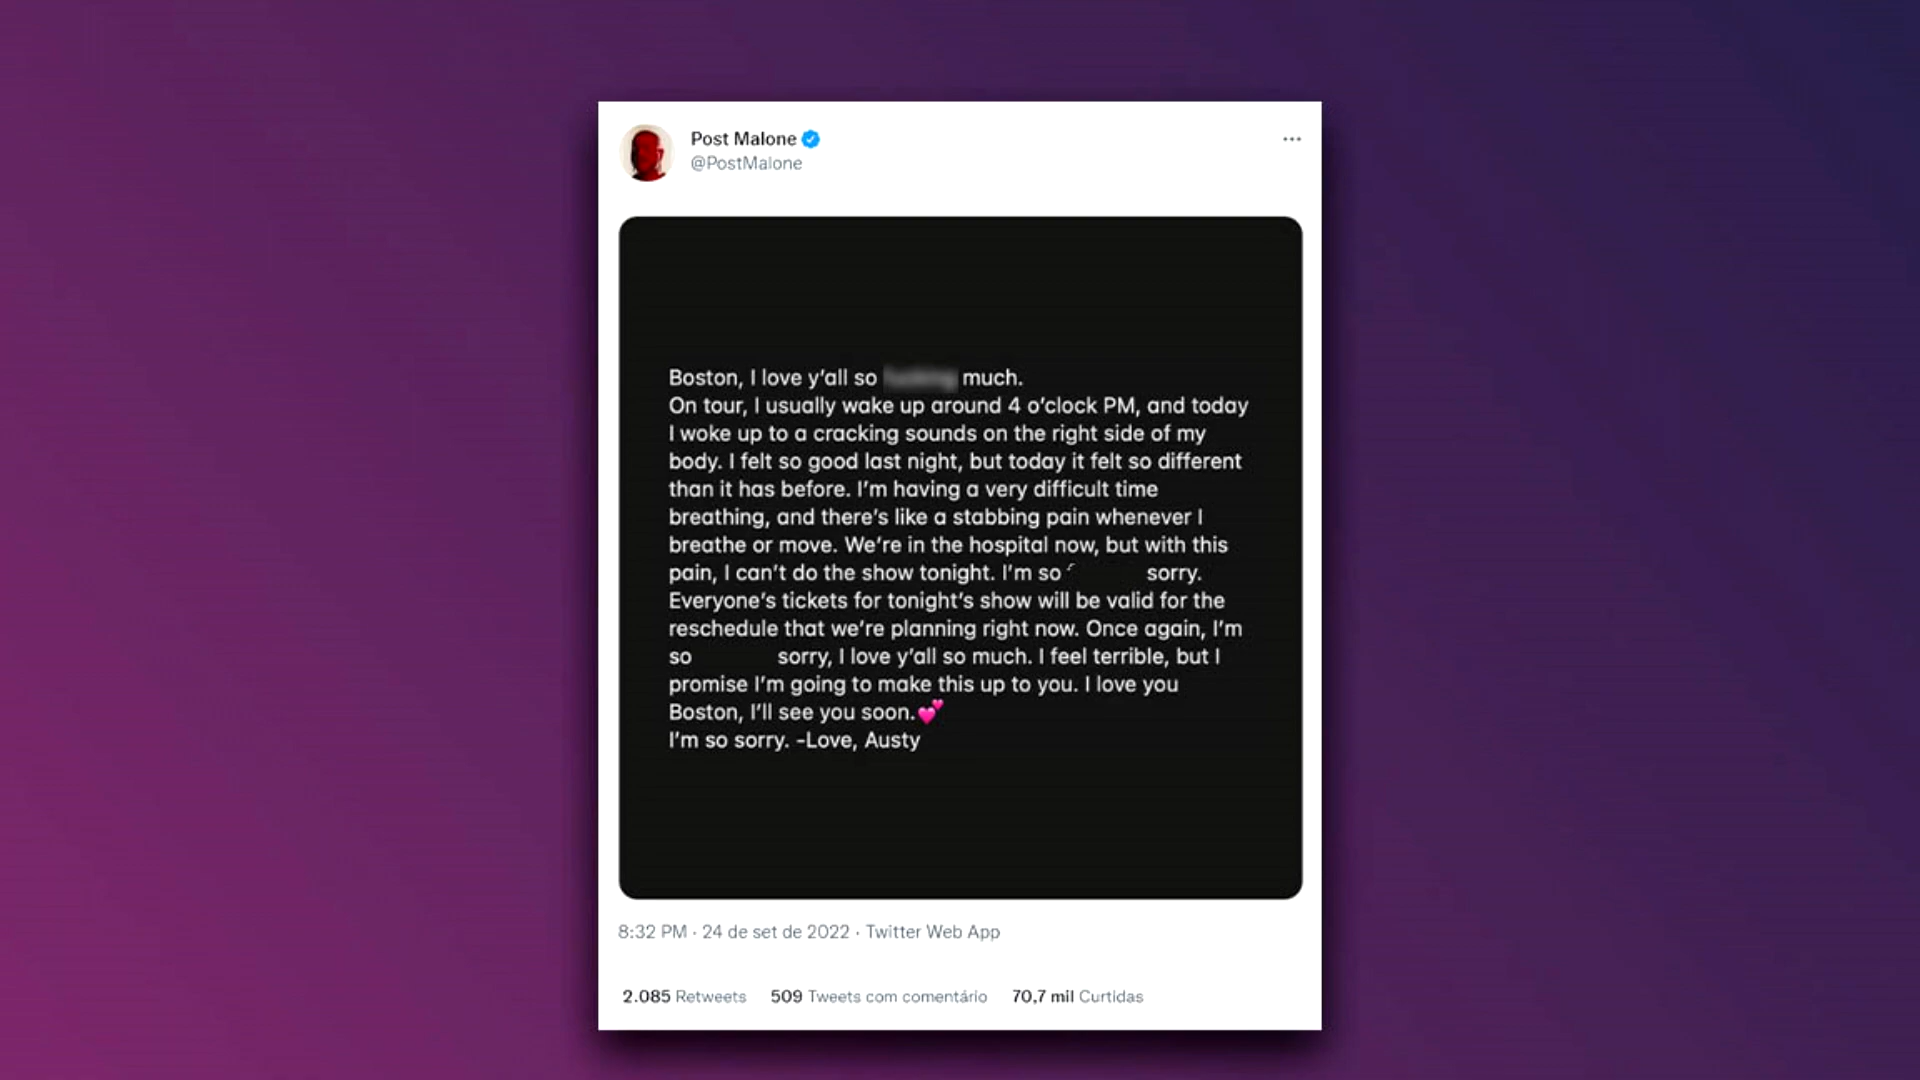 Post Malone
@PostMalone
Boston, I love y'all so much.
On tour, I usually wake up around 4 o'clock PM, and today
I woke up to a cracking sounds on the right side of my
body. I felt so good last night, but today it felt so different
than it has before. I'm having a very difficult time
breathing, and there's like a stabbing pain whenever I
breathe or move. We're in the hospital now, but with this
pain, I can't do the show tonight. I'm so sorry.
Everyone's tickets for tonight's show will be valid for the
reschedule that we're planning right now. Once again, I'm
so sorry, I love y'all so much. I feel terrible, but I
promise I'm going to make this up to you. I love you
Boston, I'll see you soon.💕
I'm so sorry. -Love, Austy
8:32 PM · 24 de set de 2022 · Twitter Web App
2.085 Retweets 509 Tweets com comentário 70,7 mil Curtidas